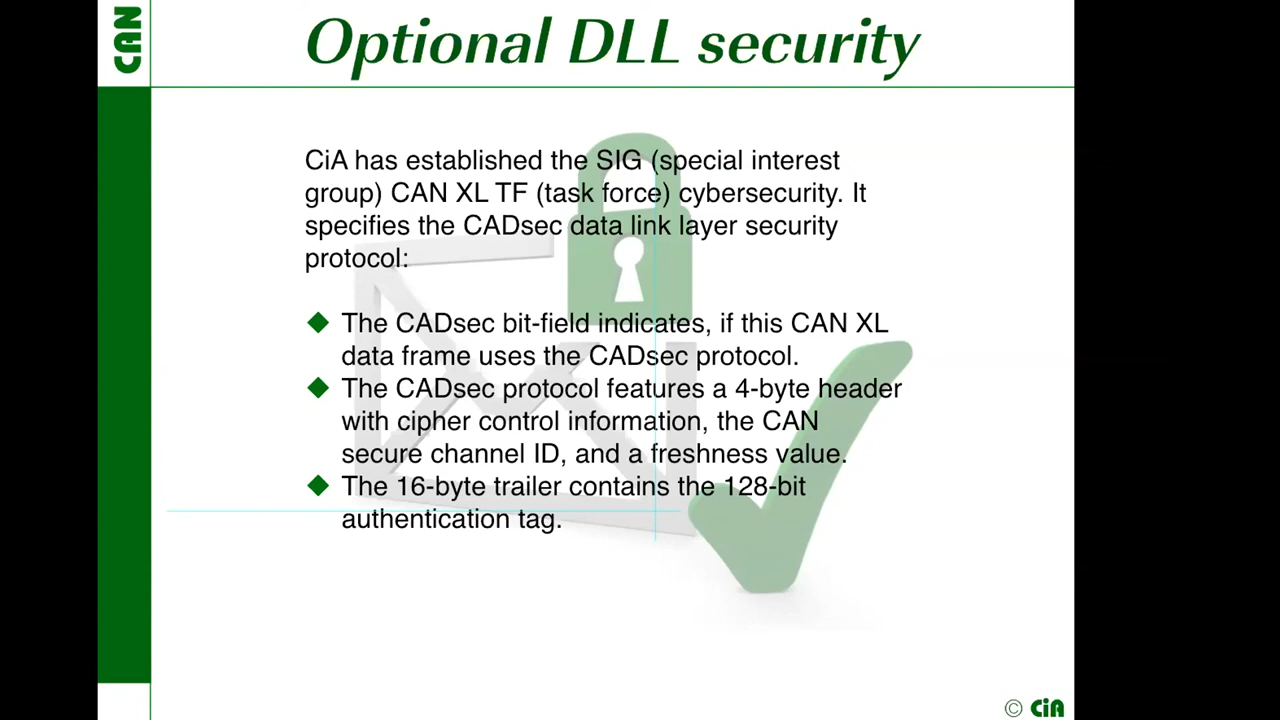 CAN
Optional DLL security
CiA has established the SIG (special interest
group) CAN XL TF (task force) cybersecurity. It
specifies the CADsec data link layer security
protocol:
The CADsec bit-field indicates, if this CAN XL
data frame uses the CADsec protocol.
The CADsec protocol features a 4-byte header
with cipher control information, the CAN
secure channel ID, and a freshness value.
The 16-byte trailer contains the 128-bit
authentication tag.
© CiA